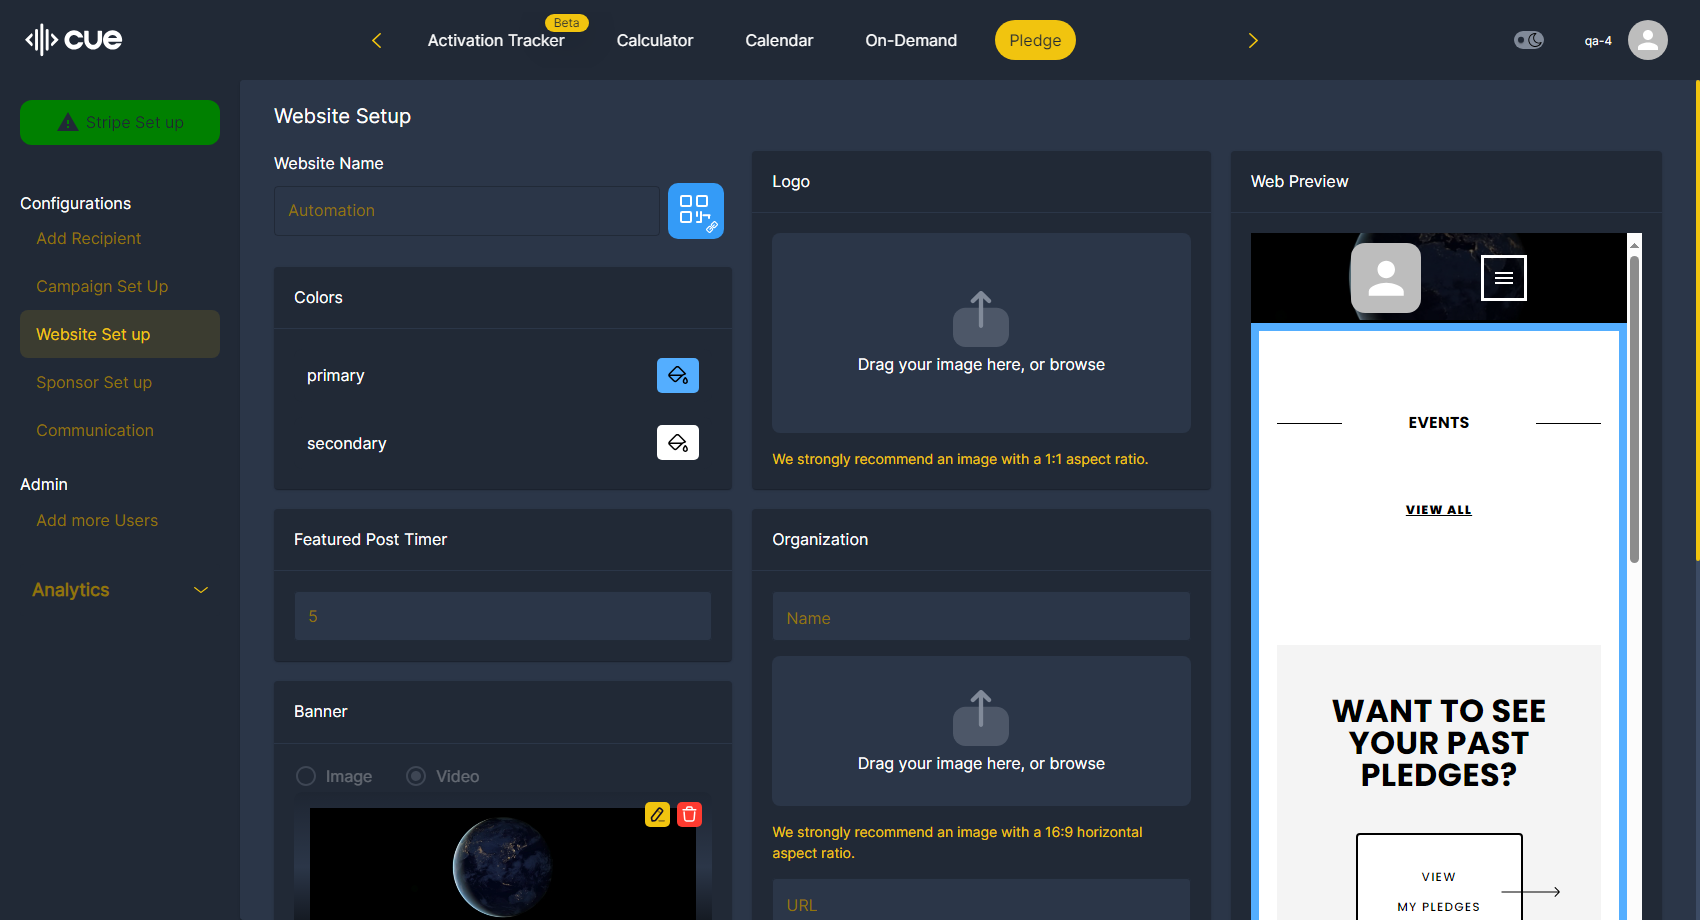 cue
Activation Tracker
Beta
Calculator
Calendar
On-Demand
Pledge
qa-4
Stripe Set up
Configurations
Add Recipient
Campaign Set Up
Website Set up
Sponsor Set up
Communication
Admin
Add more Users
Analytics
Website Setup
Website Name
Automation
Colors
primary
secondary
Featured Post Timer
5
Banner
Image
Video
Logo
Drag your image here, or browse
We strongly recommend an image with a 1:1 aspect ratio.
Organization
Name
Drag your image here, or browse
We strongly recommend an image with a 16:9 horizontal
aspect ratio.
URL
Web Preview
EVENTS
VIEW ALL
WANT TO SEE
YOUR PAST
PLEDGES?
VIEW
MY PLEDGES